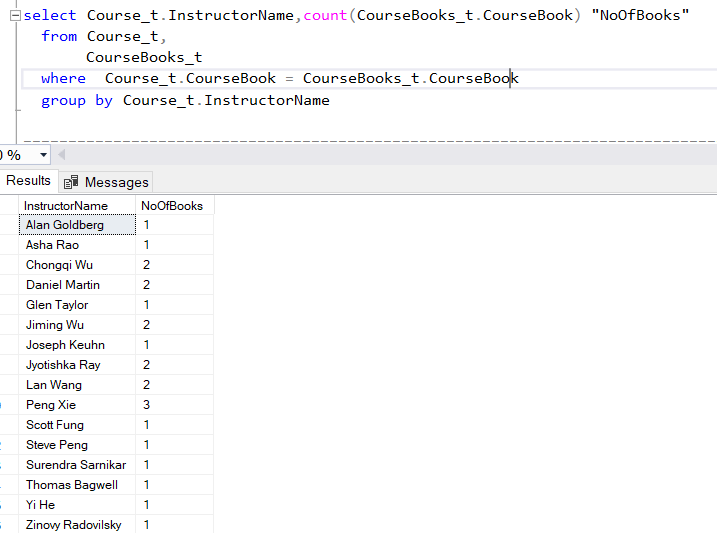 select Course_t.InstructorName,count(CourseBooks_t.CourseBook) "NoOfBooks"
from Course_t,
CourseBooks_t
where Course_t.CourseBook = CourseBooks_t.CourseBook
group by Course_t.InstructorName
0 %
Results Messages
InstructorName NoOfBooks
Alan Goldberg 1
Asha Rao 1
Chongqi Wu 2
Daniel Martin 2
Glen Taylor 1
Jiming Wu 2
Joseph Keuhn 1
Jyotishka Ray 2
Lan Wang 2
Peng Xie 3
Scott Fung 1
Steve Peng 1
Surendra Sarnikar 1
Thomas Bagwell 1
Yi He 1
Zinovy Radovilsky 1